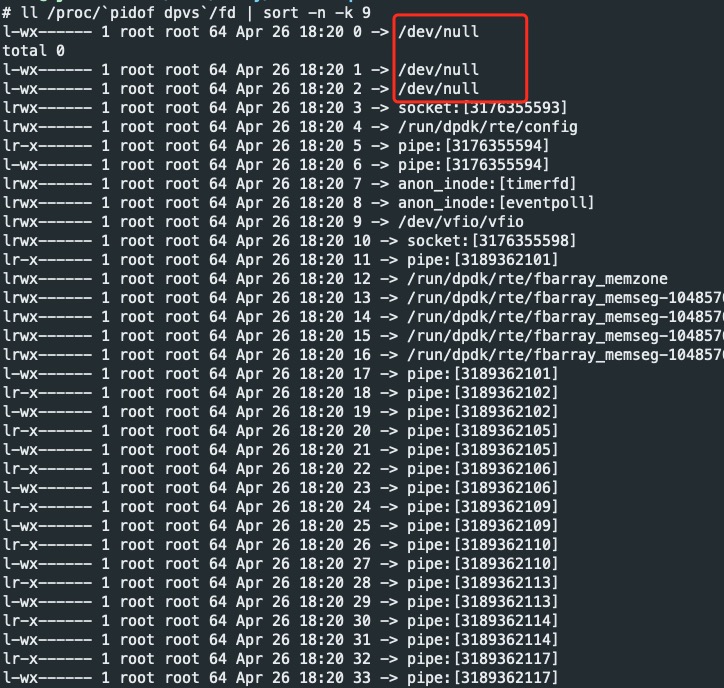 # ll /proc/`pidof dpvs`/fd | sort -n -k 9
l-wx------ 1 root root 64 Apr 26 18:20 0 -> /dev/null
total 0
l-wx------ 1 root root 64 Apr 26 18:20 1 -> /dev/null
l-wx------ 1 root root 64 Apr 26 18:20 2 -> /dev/null
lrwx------ 1 root root 64 Apr 26 18:20 3 -> socket:[3176355593]
lrwx------ 1 root root 64 Apr 26 18:20 4 -> /run/dpdk/rte/config
lr-x------ 1 root root 64 Apr 26 18:20 5 -> pipe:[3176355594]
l-wx------ 1 root root 64 Apr 26 18:20 6 -> pipe:[3176355594]
lrwx------ 1 root root 64 Apr 26 18:20 7 -> anon_inode:[timerfd]
lrwx------ 1 root root 64 Apr 26 18:20 8 -> anon_inode:[eventpoll]
lrwx------ 1 root root 64 Apr 26 18:20 9 -> /dev/vfio/vfio
lrwx------ 1 root root 64 Apr 26 18:20 10 -> socket:[3176355598]
lr-x------ 1 root root 64 Apr 26 18:20 11 -> pipe:[3189362101]
lrwx------ 1 root root 64 Apr 26 18:20 12 -> /run/dpdk/rte/fbarray_memzone
lrwx------ 1 root root 64 Apr 26 18:20 13 -> /run/dpdk/rte/fbarray_memseg-1048570
lrwx------ 1 root root 64 Apr 26 18:20 14 -> /run/dpdk/rte/fbarray_memseg-1048570
lrwx------ 1 root root 64 Apr 26 18:20 15 -> /run/dpdk/rte/fbarray_memseg-1048570
lrwx------ 1 root root 64 Apr 26 18:20 16 -> /run/dpdk/rte/fbarray_memseg-1048570
l-wx------ 1 root root 64 Apr 26 18:20 17 -> pipe:[3189362101]
lr-x------ 1 root root 64 Apr 26 18:20 18 -> pipe:[3189362102]
l-wx------ 1 root root 64 Apr 26 18:20 19 -> pipe:[3189362102]
lr-x------ 1 root root 64 Apr 26 18:20 20 -> pipe:[3189362105]
l-wx------ 1 root root 64 Apr 26 18:20 21 -> pipe:[3189362105]
lr-x------ 1 root root 64 Apr 26 18:20 22 -> pipe:[3189362106]
l-wx------ 1 root root 64 Apr 26 18:20 23 -> pipe:[3189362106]
lr-x------ 1 root root 64 Apr 26 18:20 24 -> pipe:[3189362109]
l-wx------ 1 root root 64 Apr 26 18:20 25 -> pipe:[3189362109]
lr-x------ 1 root root 64 Apr 26 18:20 26 -> pipe:[3189362110]
l-wx------ 1 root root 64 Apr 26 18:20 27 -> pipe:[3189362110]
lr-x------ 1 root root 64 Apr 26 18:20 28 -> pipe:[3189362113]
l-wx------ 1 root root 64 Apr 26 18:20 29 -> pipe:[3189362113]
lr-x------ 1 root root 64 Apr 26 18:20 30 -> pipe:[3189362114]
l-wx------ 1 root root 64 Apr 26 18:20 31 -> pipe:[3189362114]
lr-x------ 1 root root 64 Apr 26 18:20 32 -> pipe:[3189362117]
l-wx------ 1 root root 64 Apr 26 18:20 33 -> pipe:[3189362117]